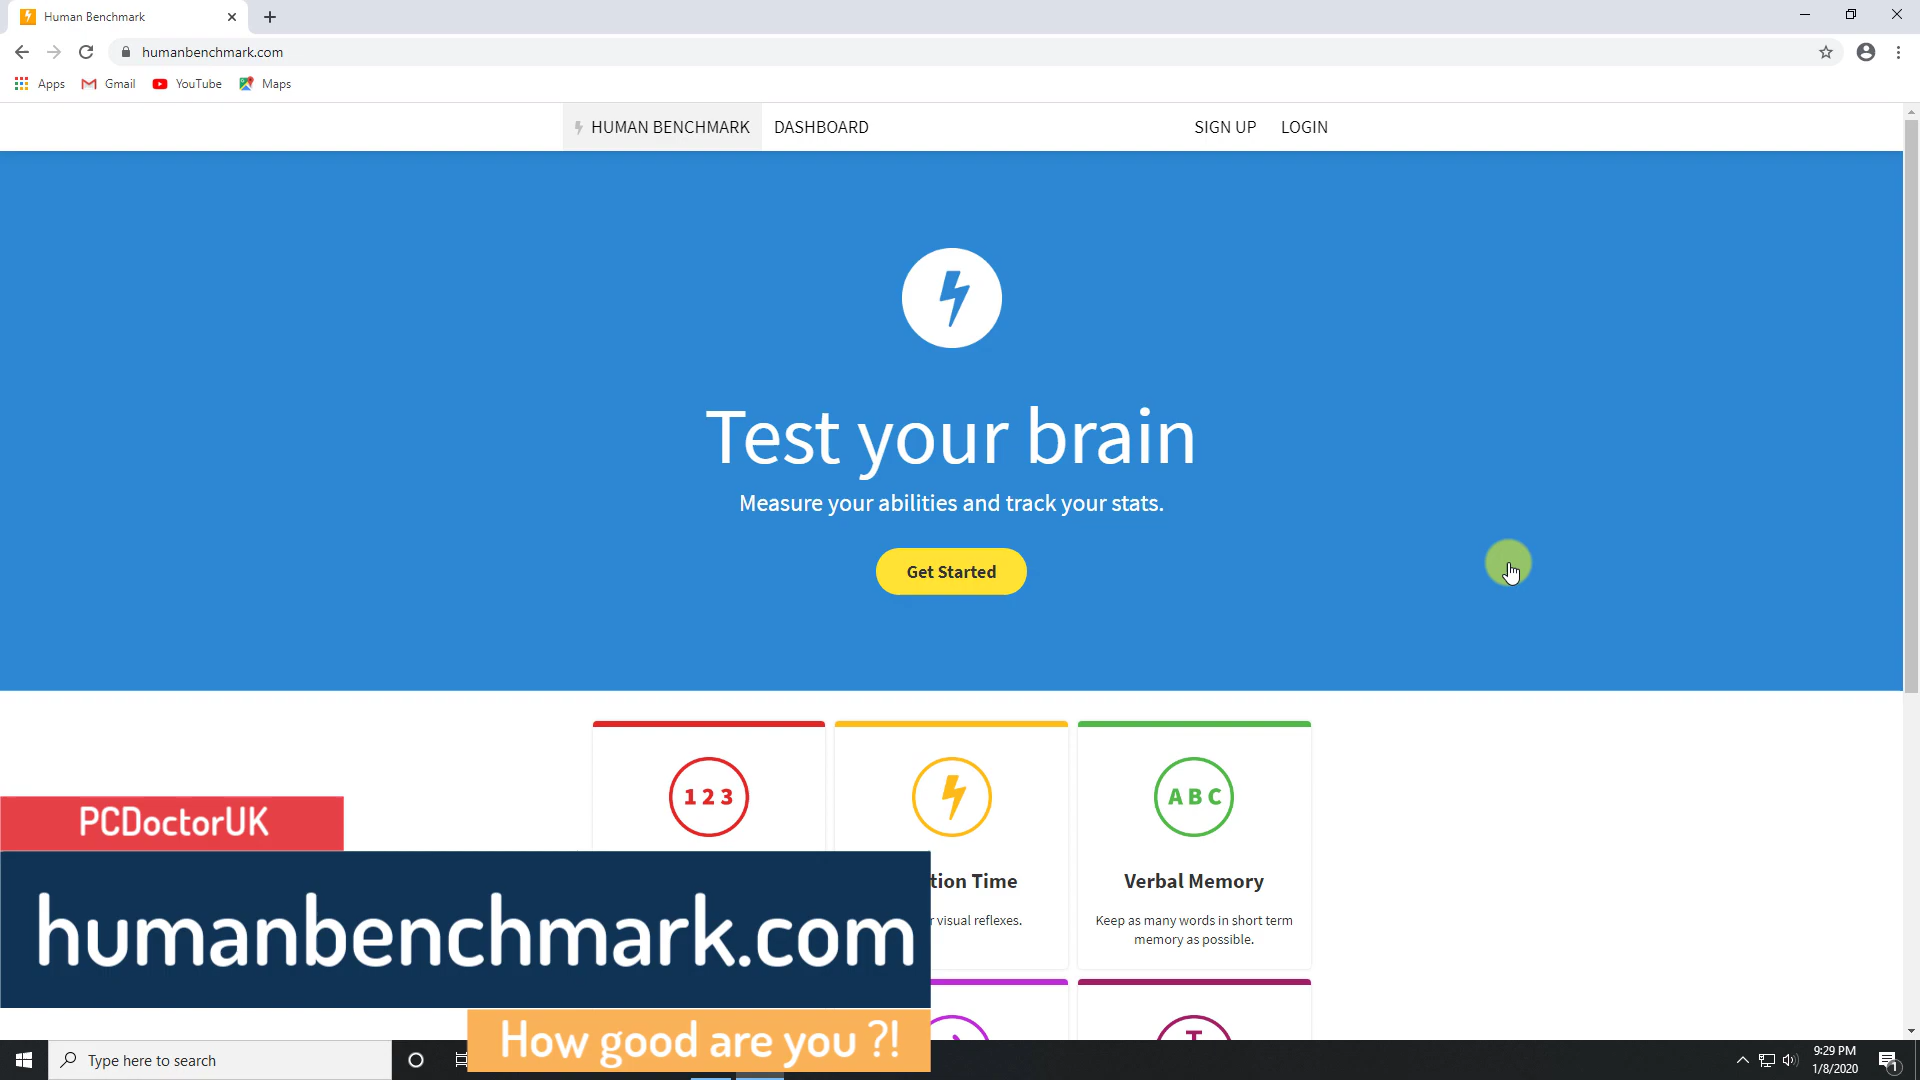 Human Benchmark
humanbenchmark.com
Apps Gmail YouTube Maps
HUMAN BENCHMARK DASHBOARD SIGN UP LOGIN
Test your brain
Measure your abilities and track your stats.
Get Started
1 2 3
A B C
tion Time
Verbal Memory
visual reflexes.
Keep as many words in short term
memory as possible.
T
PCDoctorUK
humanbenchmark.com
How good are you ?!
Type here to search
9:29 PM
1/8/2020
1